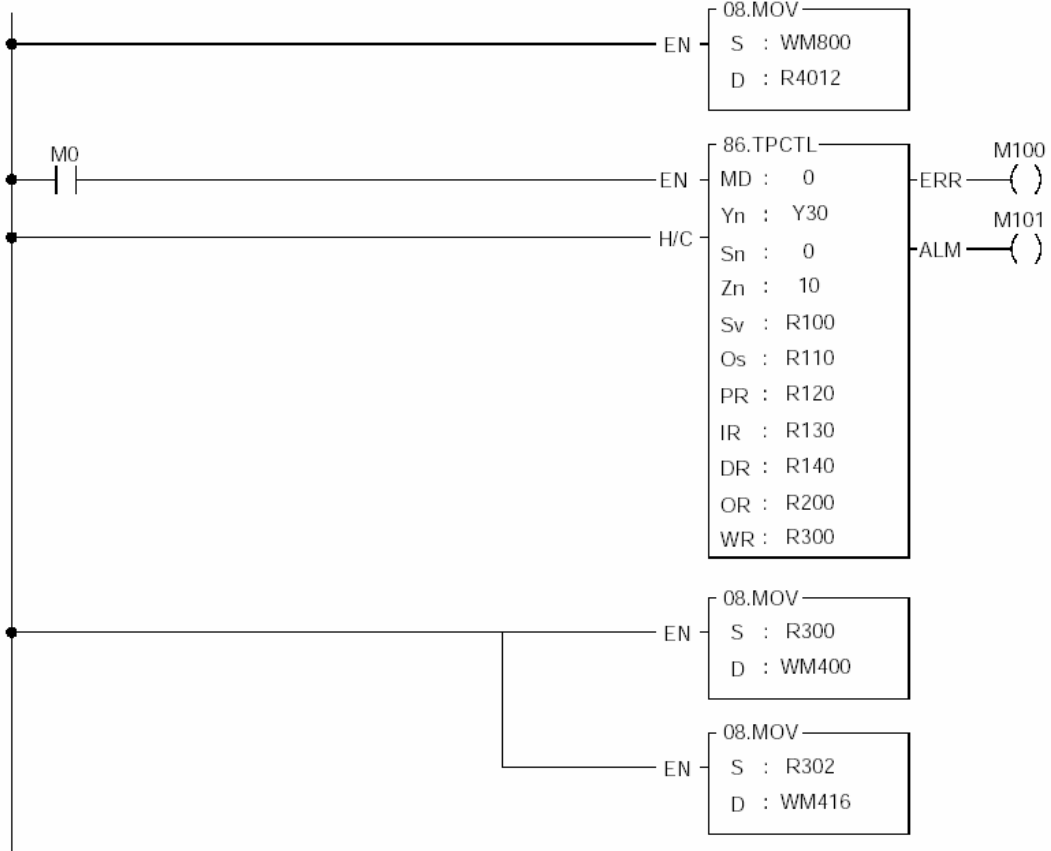 08.MOV
EN S : WM800
D : R4012
M0 86.TPCTL M100
EN MD : 0 ERR ( )
Yn : Y30 M101
H/C Sn : 0 ALM ( )
Zn : 10
Sv : R100
Os : R110
PR : R120
IR : R130
DR : R140
OR : R200
WR : R300
08.MOV
EN S : R300
D : WM400
08.MOV
EN S : R302
D : WM416